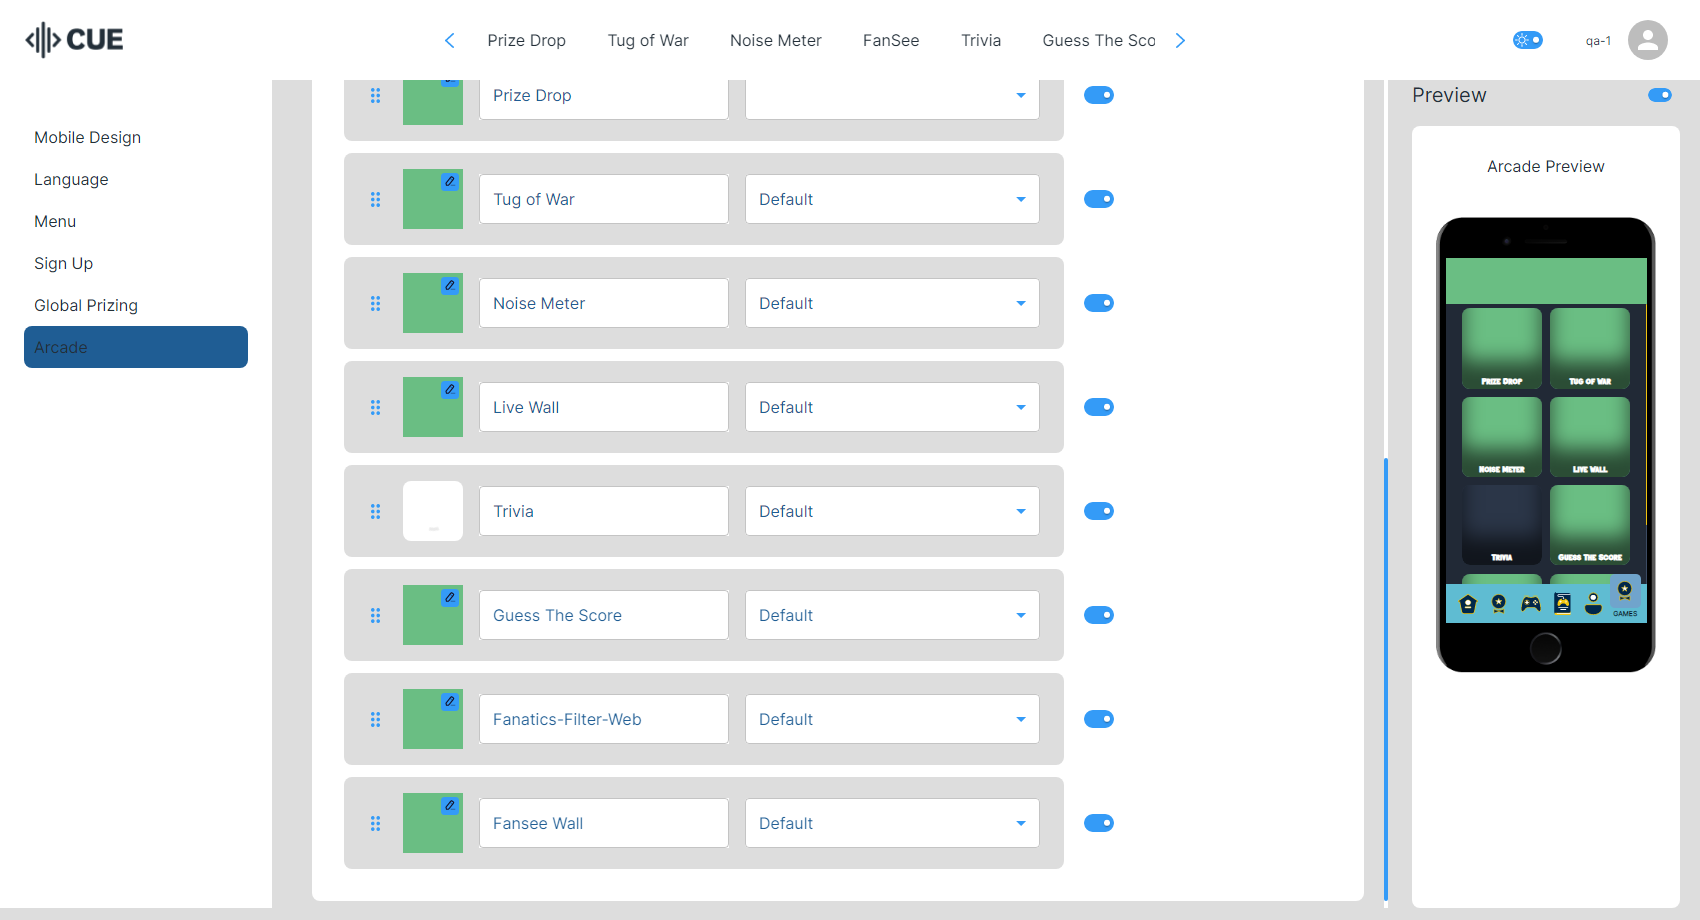 CUE
Prize Drop Tug of War Noise Meter FanSee Trivia Guess The Sco
qa-1
Mobile Design
Language
Menu
Sign Up
Global Prizing
Arcade
Prize Drop
Tug of War Default
Noise Meter Default
Live Wall Default
Trivia Default
Guess The Score Default
Fanatics-Filter-Web Default
Fansee Wall Default
Preview
Arcade Preview
Prize Drop Tug of War
Noise Meter Live Wall
Trivia Guess The Score
GAMES